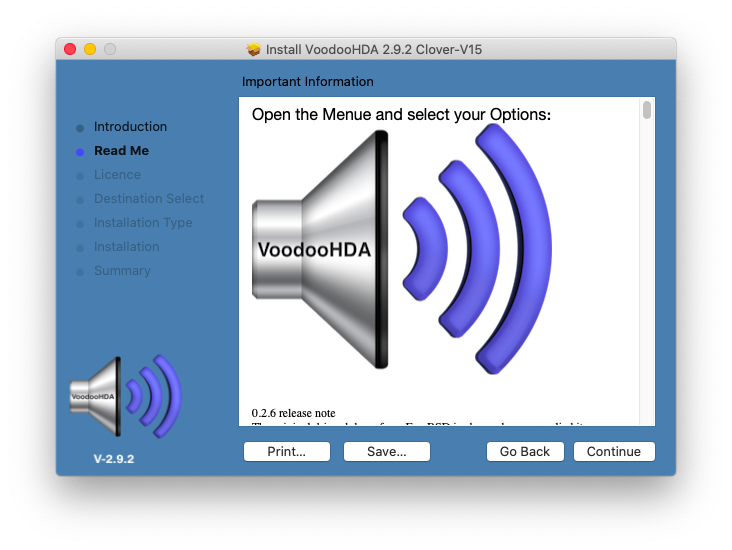 Install VoodooHDA 2.9.2 Clover-V15
Important Information
Introduction
Read Me
Licence
Destination Select
Installation Type
Installation
Summary
VoodooHDA
V-2.9.2
Open the Menue and select your Options:
VoodooHDA
0.2.6 release note
Print...
Save...
Go Back
Continue